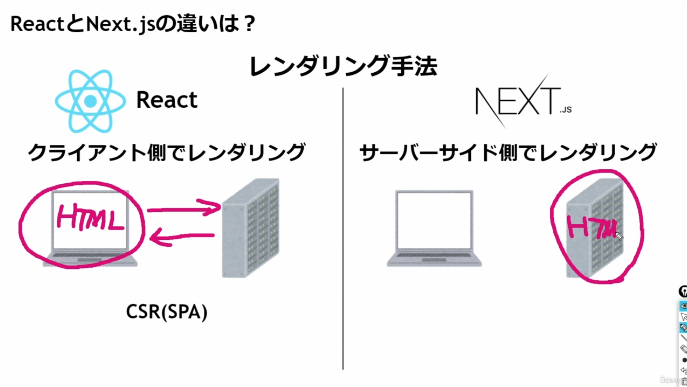 ReactとNext.jsの違いは？
レンダリング手法
React
NEXT.JS
クライアント側でレンダリング
サーバーサイド側でレンダリング
HTML
HTM
CSR(SPA)